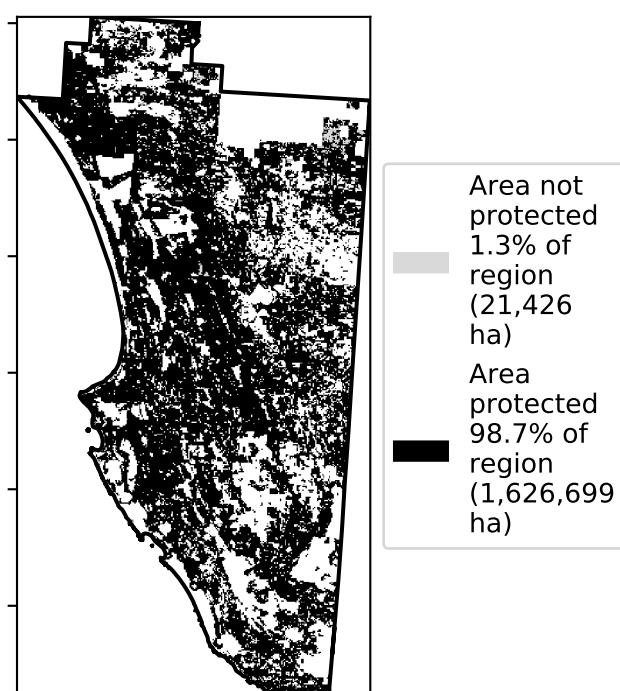 Area not
protected
1.3% of
region
(21,426
ha)
Area
protected
98.7% of
region
(1,626,699
ha)